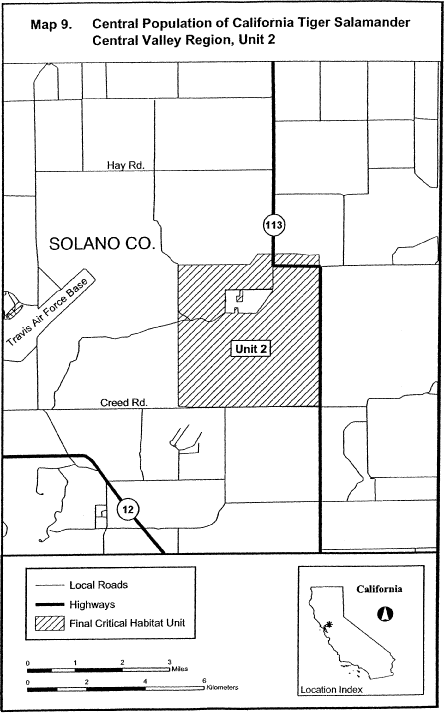 Map 9. Central Population of California Tiger Salamander
Central Valley Region, Unit 2
Hay Rd.
113
SOLANO CO.
Travis Air Force Base
Unit 2
Creed Rd.
12
Local Roads
Highways
Final Critical Habitat Unit
0 1 2 3
Miles
0 2 4 6
Kilometers
California
Location Index